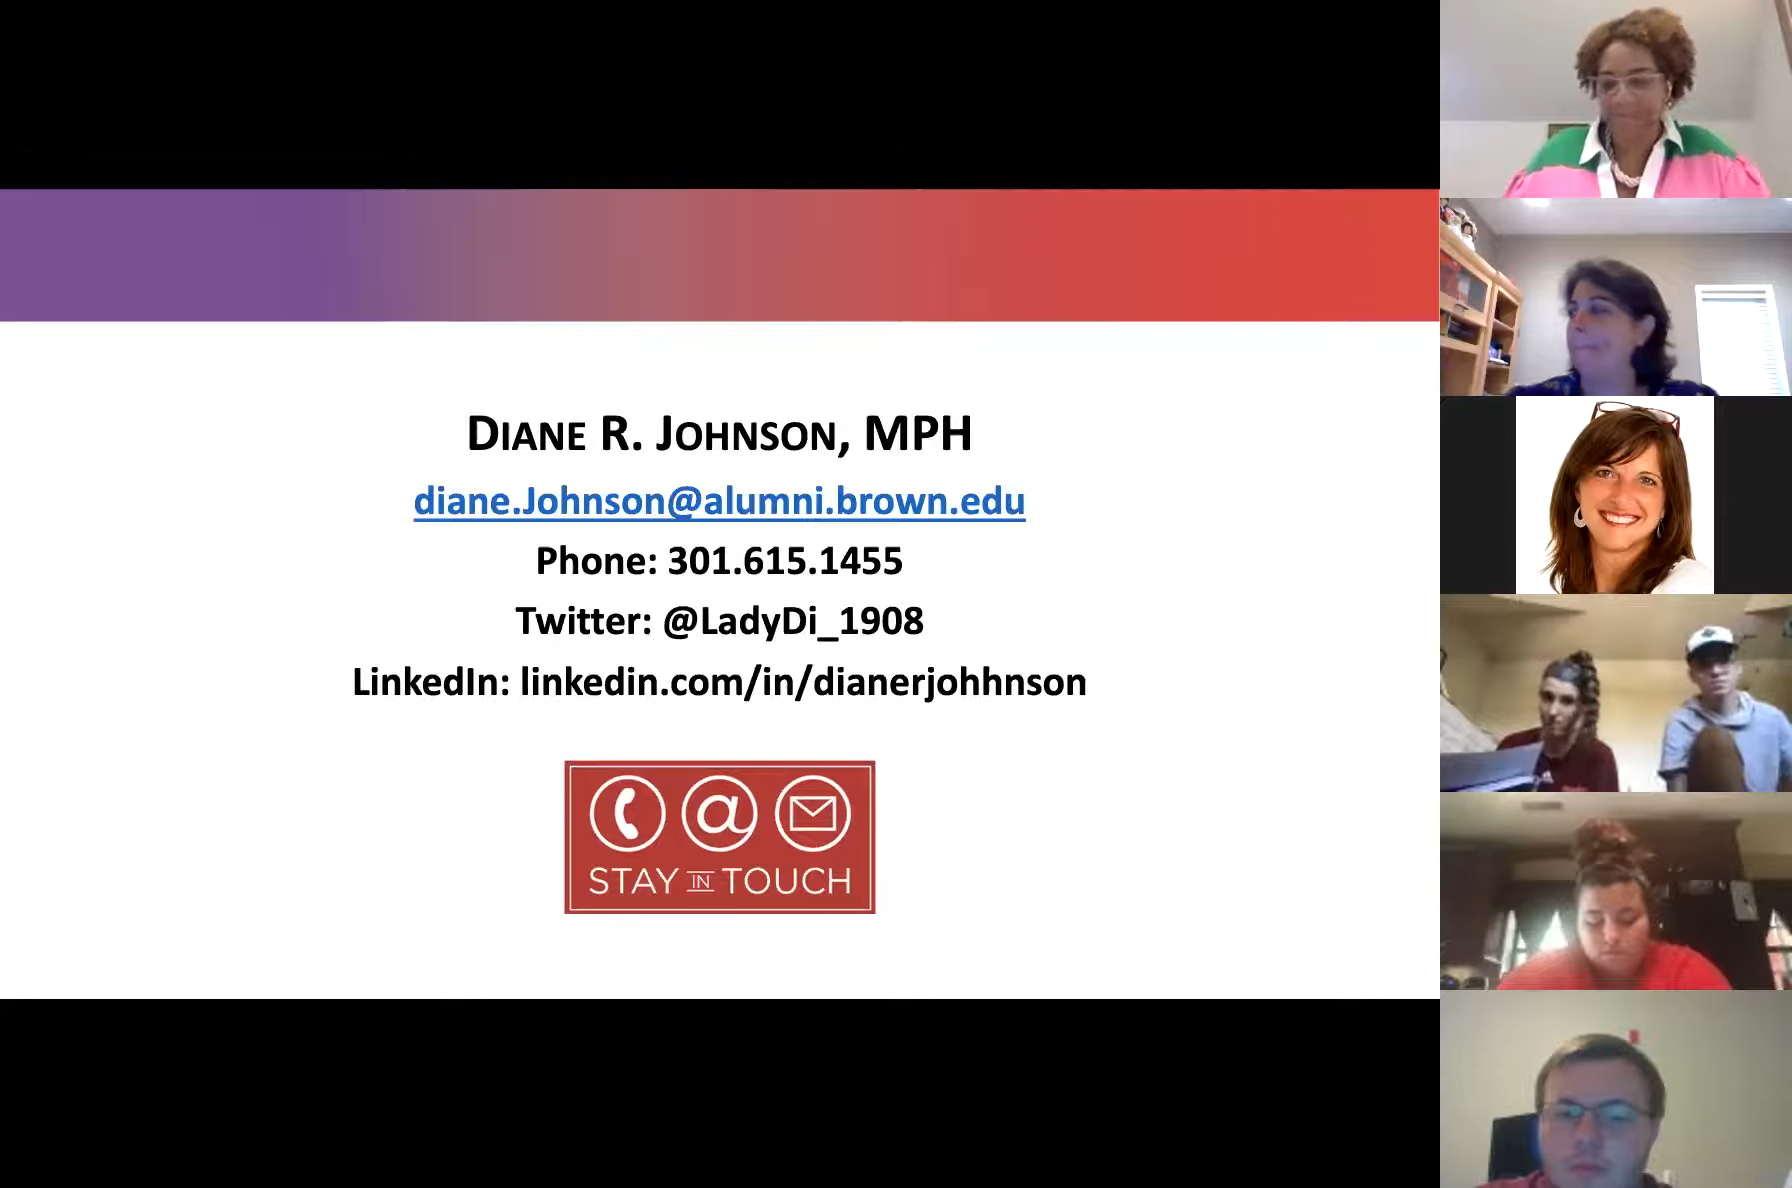 DIANE R. JOHNSON, MPH
diane.Johnson@alumni.brown.edu
Phone: 301.615.1455
Twitter: @LadyDi_1908
LinkedIn: linkedin.com/in/dianerjohhnson
STAY IN TOUCH